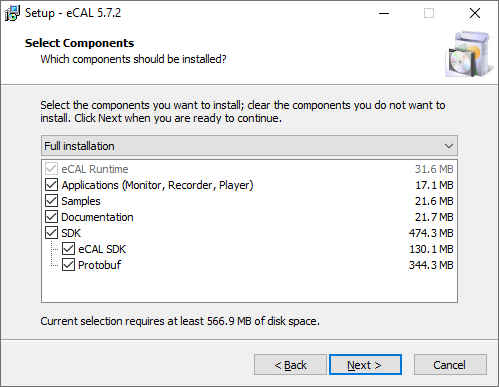 Setup - eCAL 5.7.2
Select Components
Which components should be installed?
Select the components you want to install; clear the components you do not want to
install. Click Next when you are ready to continue.
Full installation
eCAL Runtime 31.6 MB
Applications (Monitor, Recorder, Player) 17.1 MB
Samples 21.6 MB
Documentation 21.7 MB
SDK 474.3 MB
eCAL SDK 130.1 MB
Protobuf 344.3 MB
Current selection requires at least 566.9 MB of disk space.
< Back Next > Cancel